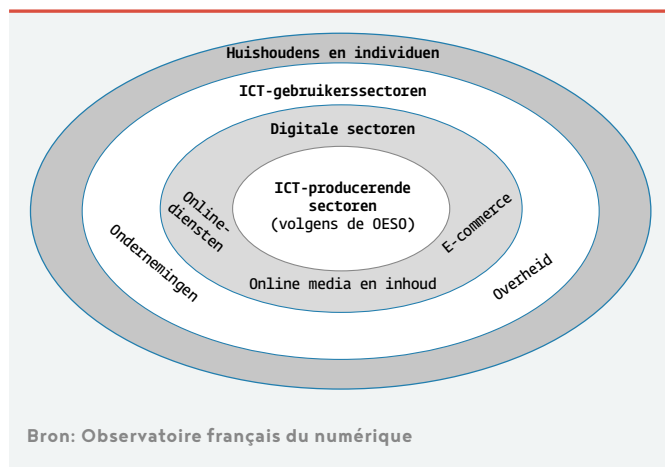 Huishoudens en individuen
ICT-gebruikerssectoren
Digitale sectoren
ICT-producerende
sectoren
(volgens de OESO)
Online-
diensten
E-commerce
Online media en inhoud
Ondernemingen
Overheid
Bron: Observatoire français du numérique